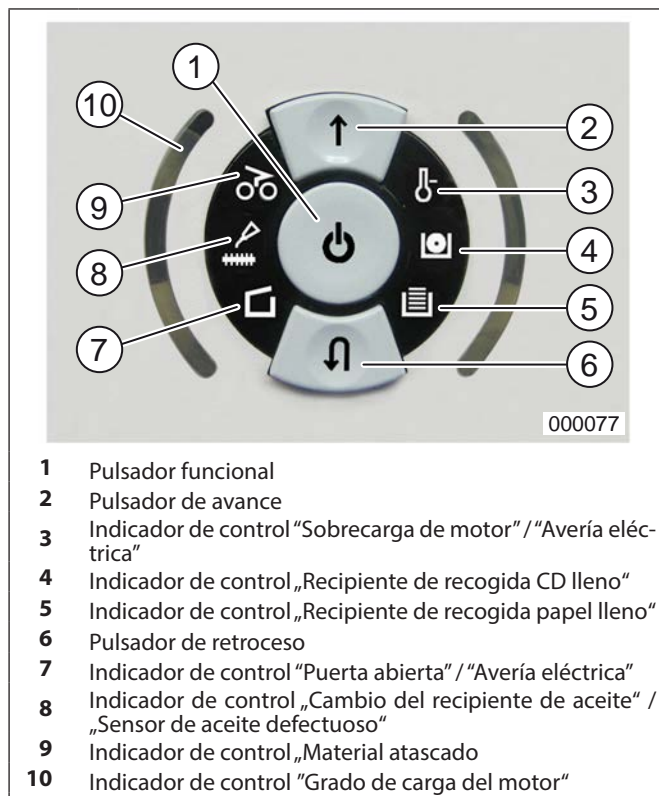 1
2
3
4
5
6
7
8
9
10
000077
1 Pulsador funcional
2 Pulsador de avance
3 Indicador de control “Sobrecarga de motor” / “Avería eléc-
trica”
4 Indicador de control „Recipiente de recogida CD lleno“
5 Indicador de control „Recipiente de recogida papel lleno“
6 Pulsador de retroceso
7 Indicador de control “Puerta abierta” / “Avería eléctrica”
8 Indicador de control „Cambio del recipiente de aceite“ /
„Sensor de aceite defectuoso“
9 Indicador de control „Material atascado
10 Indicador de control ”Grado de carga del motor“